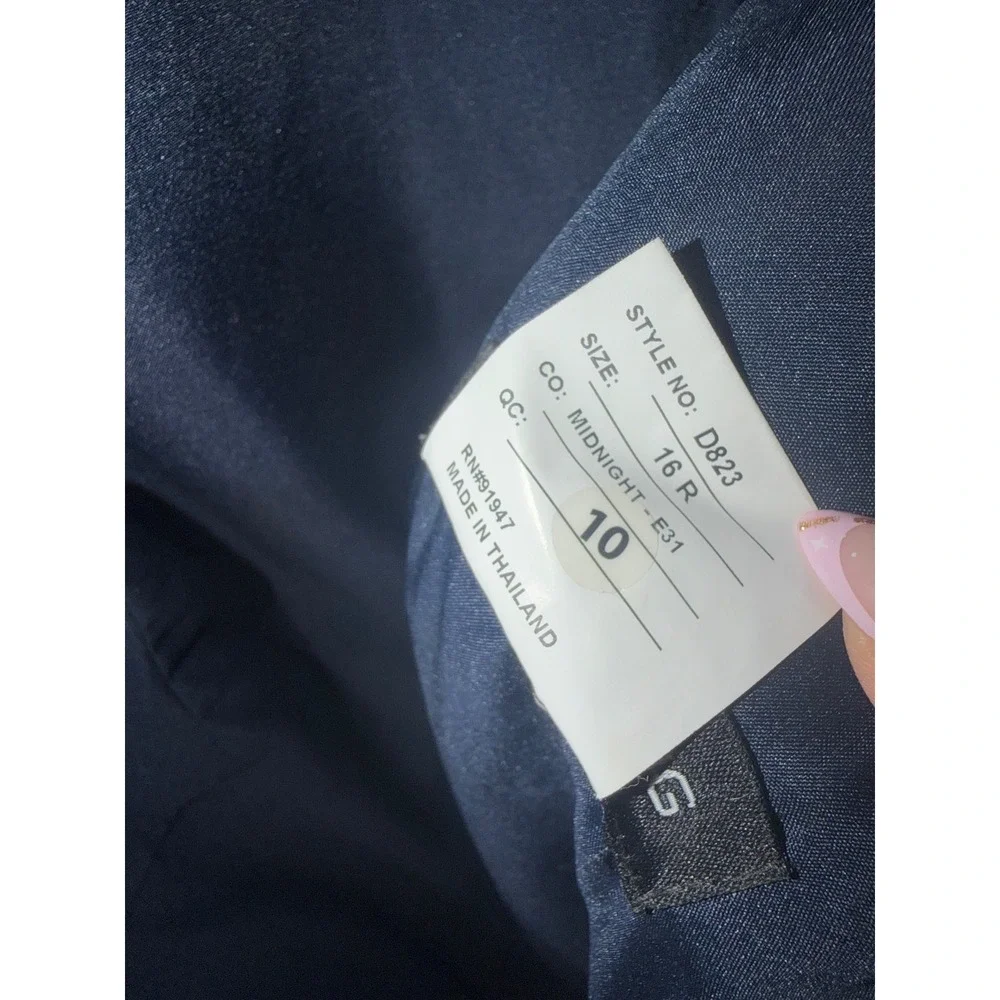 STYLE NO: D823
SIZE: 16 R
CO: MIDNIGHT - E31
QC: 10
RN#91947
MADE IN THAILAND
G